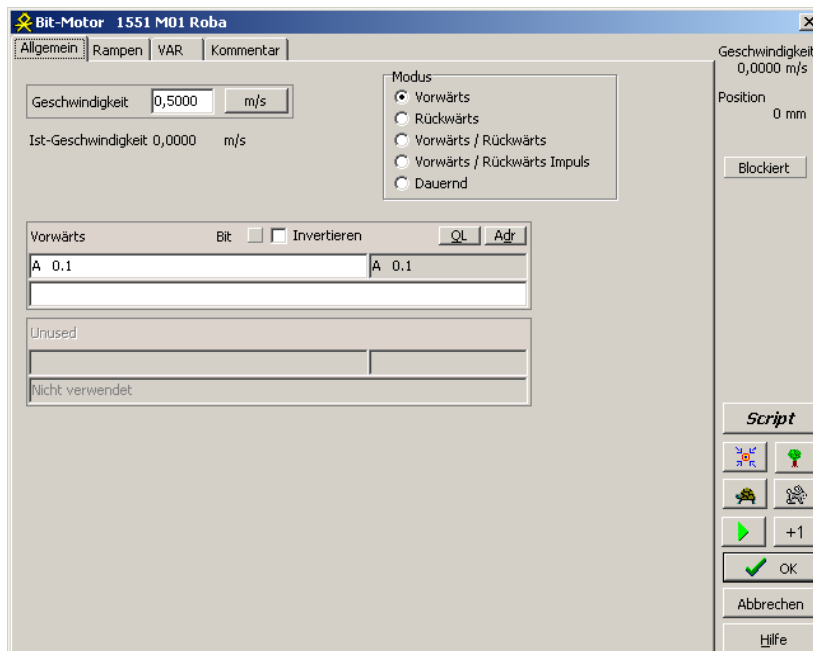 Bit-Motor 1551 M01 Roba
Allgemein Rampen VAR Kommentar
Geschwindigkeit 0,5000 m/s
Ist-Geschwindigkeit 0,0000 m/s
Modus
Vorwärts
Rückwärts
Vorwärts / Rückwärts
Vorwärts / Rückwärts Impuls
Dauernd
Vorwärts Bit Invertieren QL Adr
A 0.1 A 0.1
Unused
Nicht verwendet
Geschwindigkeit
0,0000 m/s
Position
0 mm
Blockiert
Script
+1
OK
Abbrechen
Hilfe